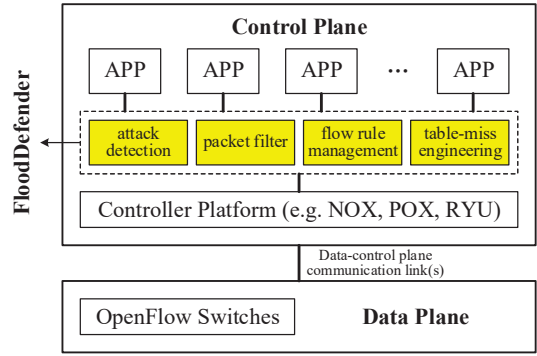 Control Plane
APP
APP
APP
...
APP
FloodDefender
attack
detection
packet filter
flow rule
management
table-miss
engineering
Controller Platform (e.g. NOX, POX, RYU)
Data-control plane
communication link(s)
OpenFlow Switches
Data Plane